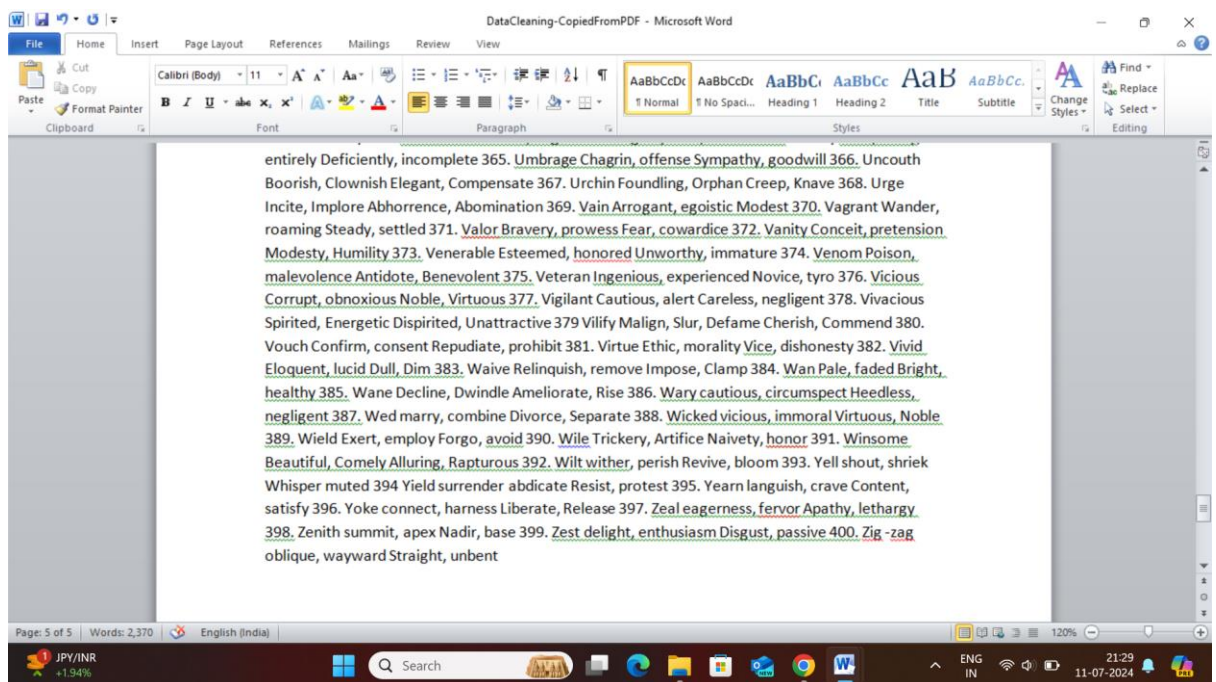 DataCleaning-CopiedFromPDF - Microsoft Word
File Home Insert Page Layout References Mailings Review View
Paste Cut Copy Format Painter Clipboard
Calibri (Body) 11 Font
Paragraph
AaBbCcDc ¶ Normal AaBbCcDc ¶ No Spaci... AaBbC Heading 1 AaBbCc Heading 2 AaB Title AaBbCc. Subtitle Styles
Change Styles
Find Replace Select Editing
entirely Deficiently, incomplete 365. Umbrage Chagrin, offense Sympathy, goodwill 366. Uncouth
Boorish, Clownish Elegant, Compensate 367. Urchin Foundling, Orphan Creep, Knave 368. Urge
Incite, Implore Abhorrence, Abomination 369. Vain Arrogant, egoistic Modest 370. Vagrant Wander,
roaming Steady, settled 371. Valor Bravery, prowess Fear, cowardice 372. Vanity Conceit, pretension
Modesty, Humility 373. Venerable Esteemed, honored Unworthy, immature 374. Venom Poison,
malevolence Antidote, Benevolent 375. Veteran Ingenious, experienced Novice, tyro 376. Vicious
Corrupt, obnoxious Noble, Virtuous 377. Vigilant Cautious, alert Careless, negligent 378. Vivacious
Spirited, Energetic Dispirited, Unattractive 379 Vilify Malign, Slur, Defame Cherish, Commend 380.
Vouch Confirm, consent Repudiate, prohibit 381. Virtue Ethic, morality Vice, dishonesty 382. Vivid
Eloquent, lucid Dull, Dim 383. Waive Relinquish, remove Impose, Clamp 384. Wan Pale, faded Bright,
healthy 385. Wane Decline, Dwindle Ameliorate, Rise 386. Wary cautious, circumspect Heedless,
negligent 387. Wed marry, combine Divorce, Separate 388. Wicked vicious, immoral Virtuous, Noble
389. Wield Exert, employ Forgo, avoid 390. Wile Trickery, Artifice Naivety, honor 391. Winsome
Beautiful, Comely Alluring, Rapturous 392. Wilt wither, perish Revive, bloom 393. Yell shout, shriek
Whisper muted 394 Yield surrender abdicate Resist, protest 395. Yearn languish, crave Content,
satisfy 396. Yoke connect, harness Liberate, Release 397. Zeal eagerness, fervor Apathy, lethargy
398. Zenith summit, apex Nadir, base 399. Zest delight, enthusiasm Disgust, passive 400. Zig -zag
oblique, wayward Straight, unbent
Page: 5 of 5 Words: 2,370 English (India) 120%
JPY/INR
+1.94%
Search
ENG
IN
21:29
11-07-2024